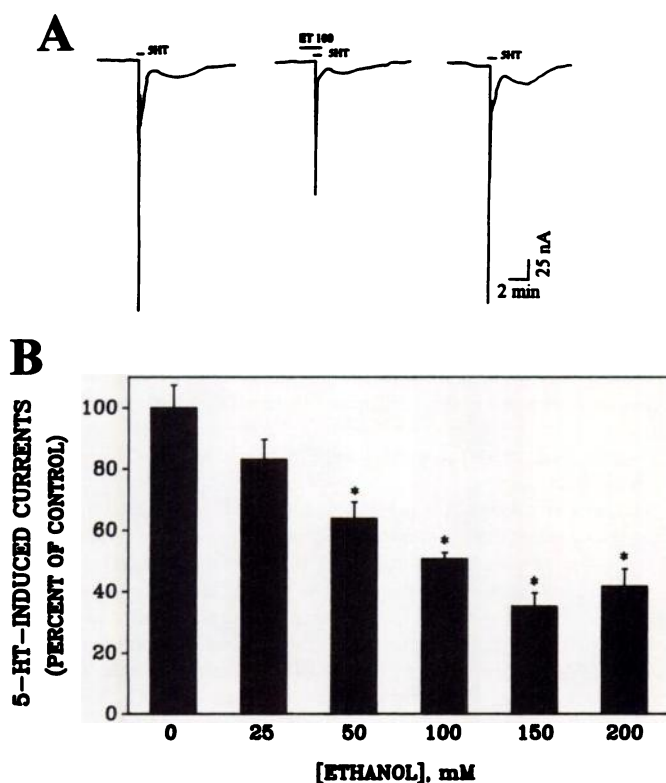 A
5HT
ET 100
5HT
5HT
25 nA
2 min
B
5-HT-INDUCED CURRENTS
(PERCENT OF CONTROL)
100
80
60
40
20
0
* * * *
0 25 50 100 150 200
[ETHANOL], mM